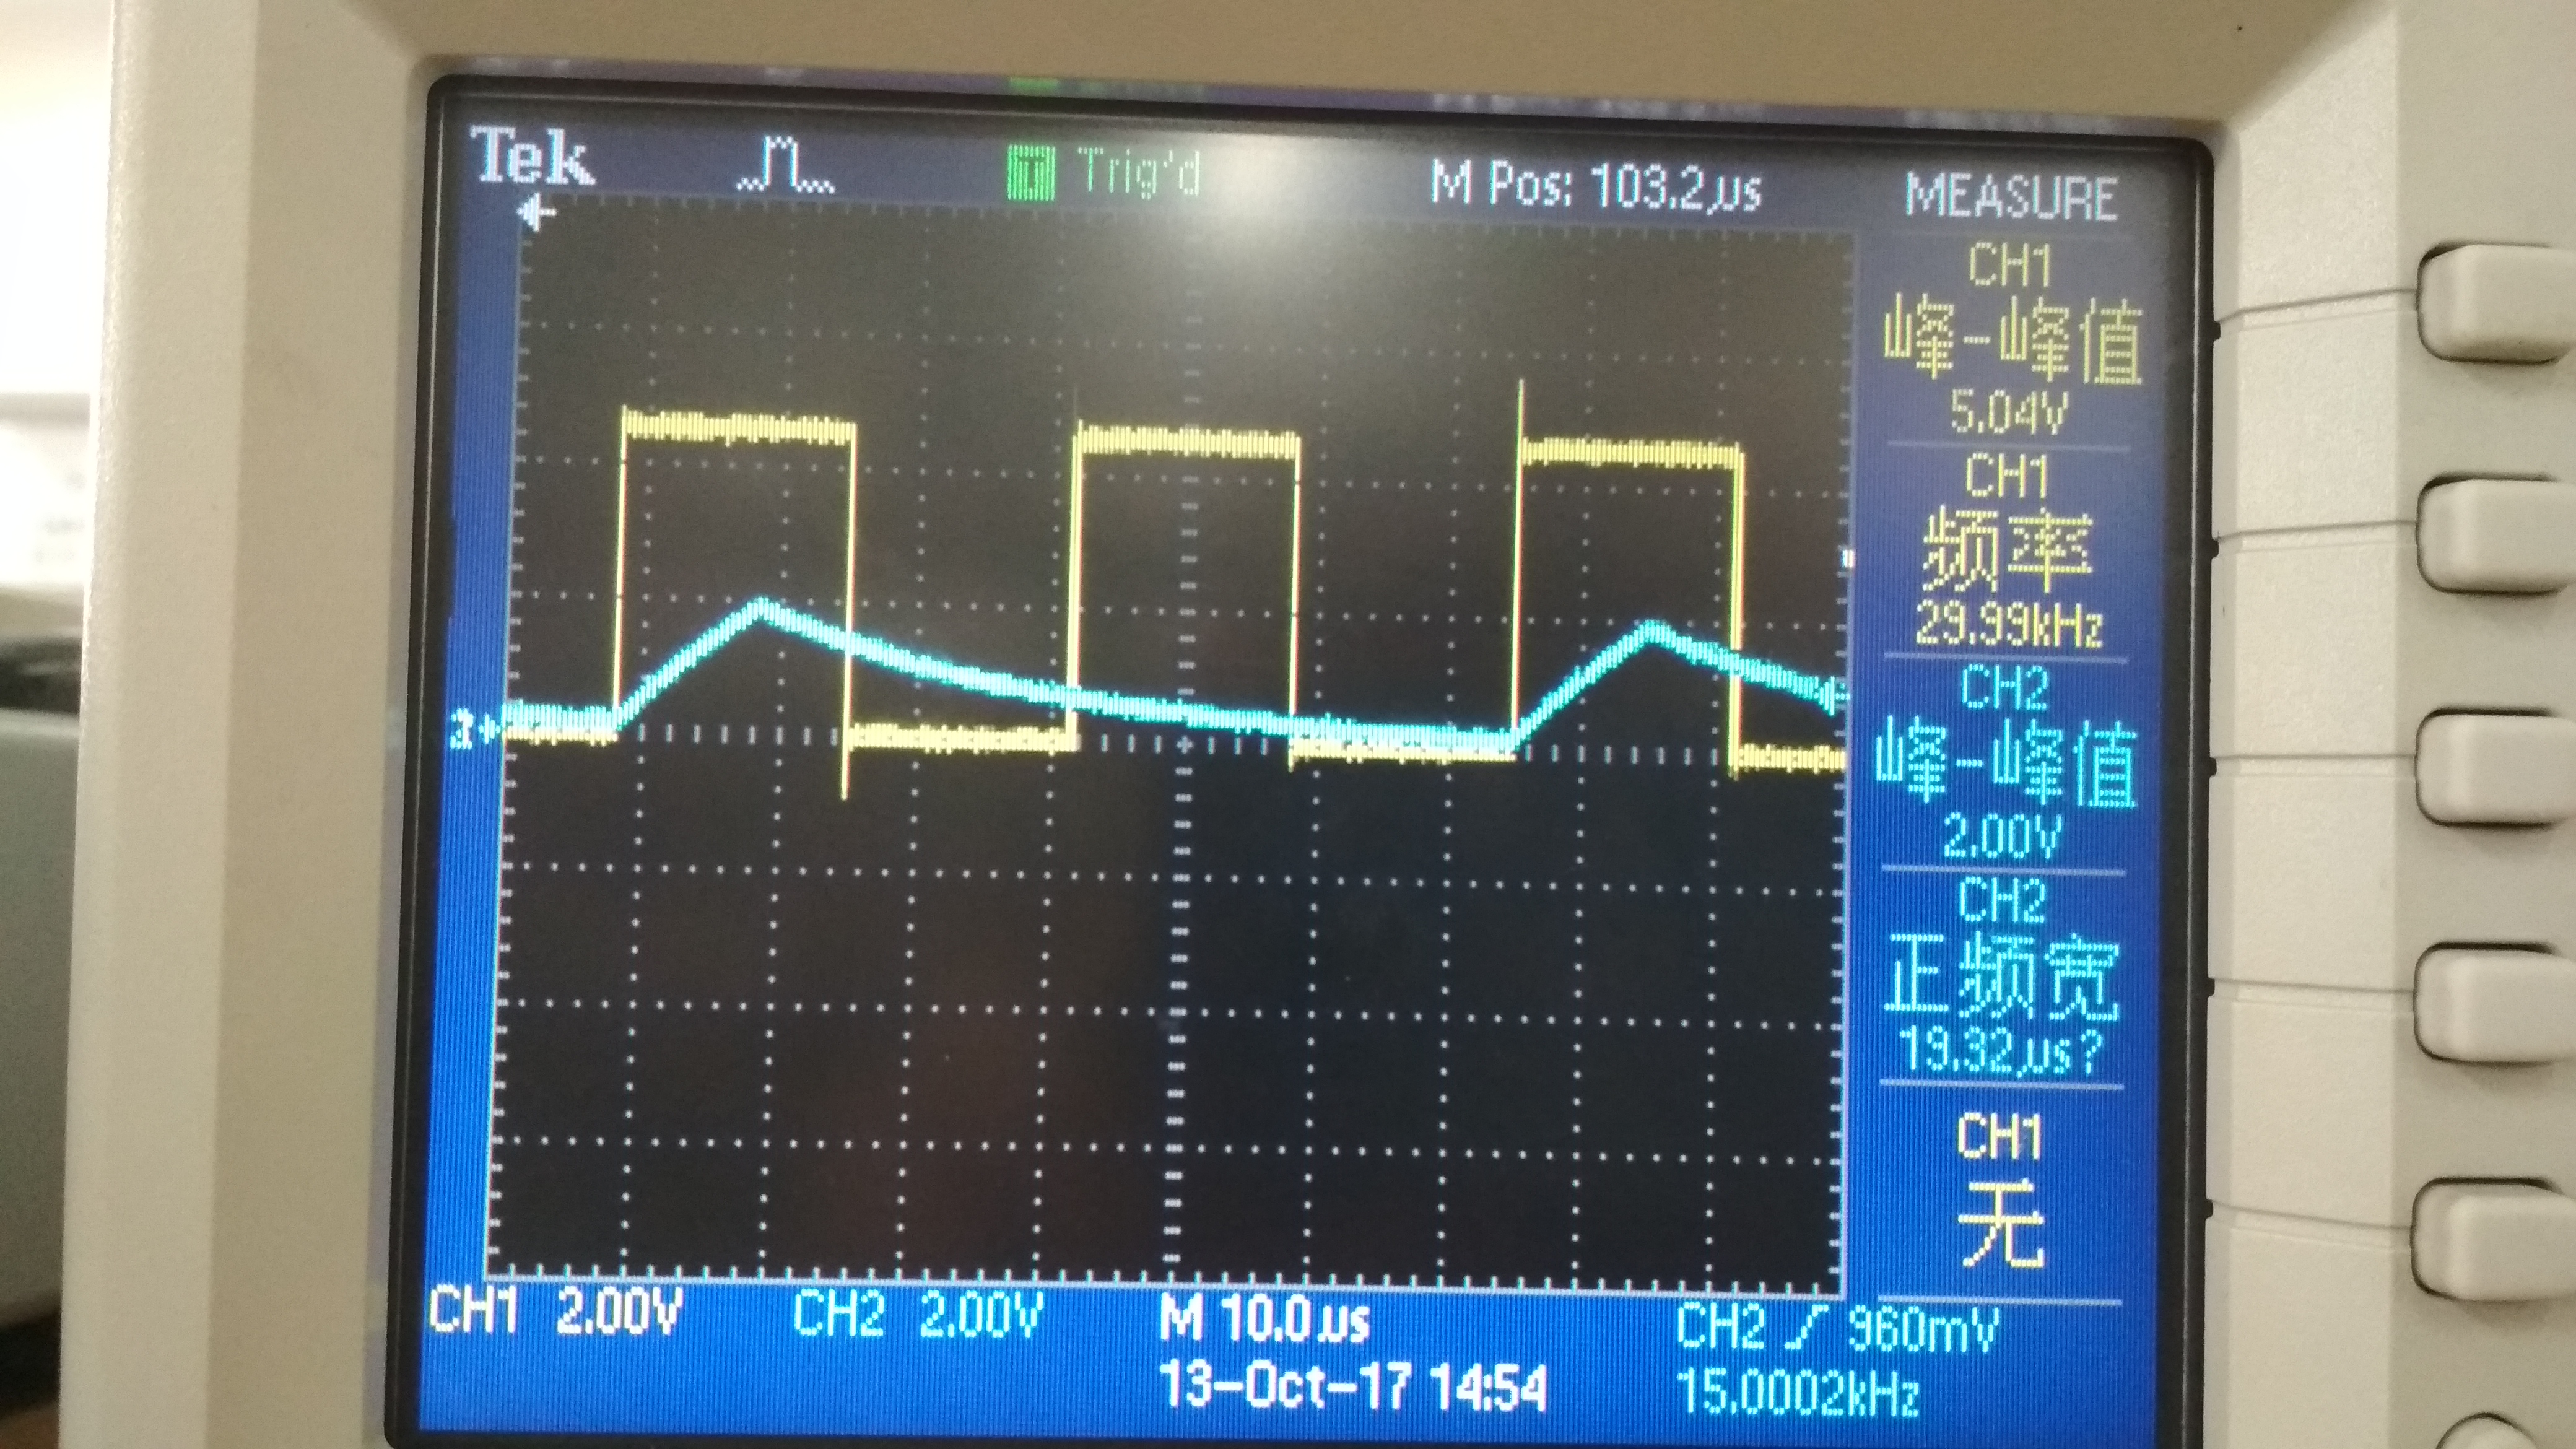 Tek Trig'd M Pos: 103.2µs MEASURE
CH1
峰-峰值
5.04V
CH1
频率
29.99kHz
CH2
峰-峰值
2.00V
CH2
正频宽
19.32µs?
CH1
无
2
CH1 2.00V CH2 2.00V M 10.0µs CH2 960mV
13-Oct-17 14:54 15.0002kHz